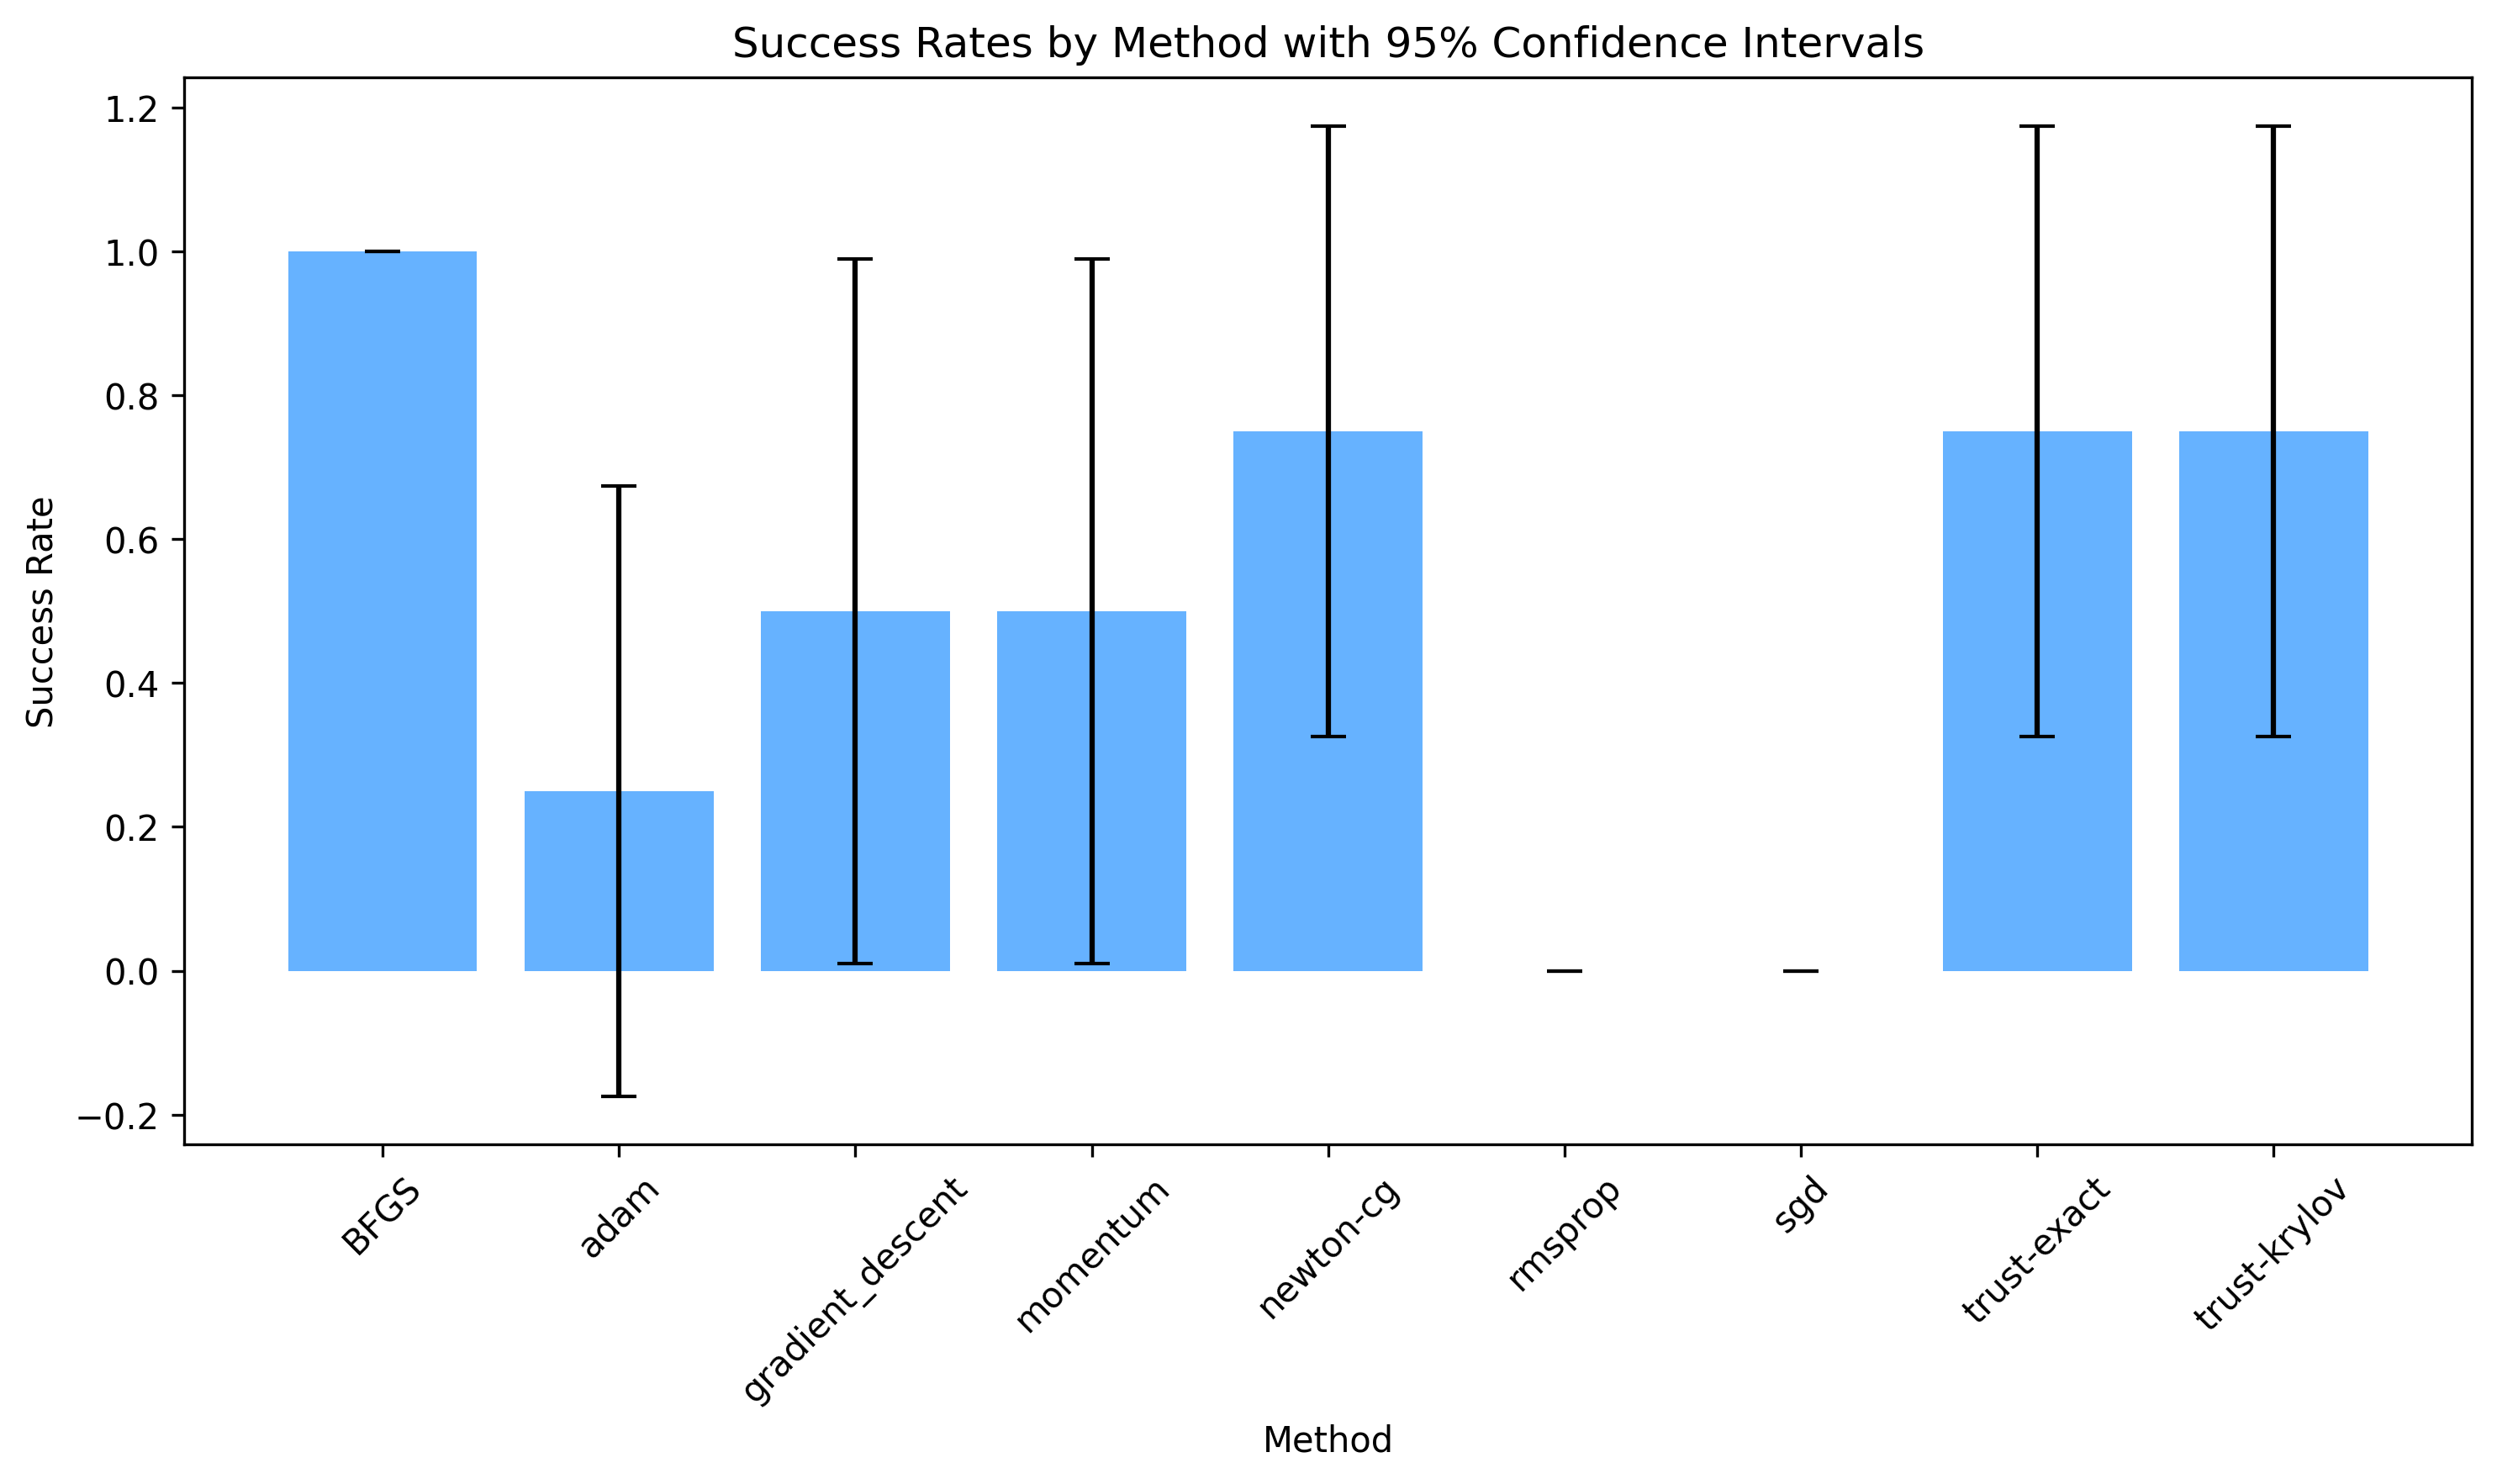 Success Rates by Method with 95% Confidence Intervals
1.2
1.0
0.8
0.6
0.4
0.2
0.0
−0.2
Success Rate
BFGS
adam
gradient_descent
momentum
newton-cg
rmsprop
sgd
trust-exact
trust-krylov
Method